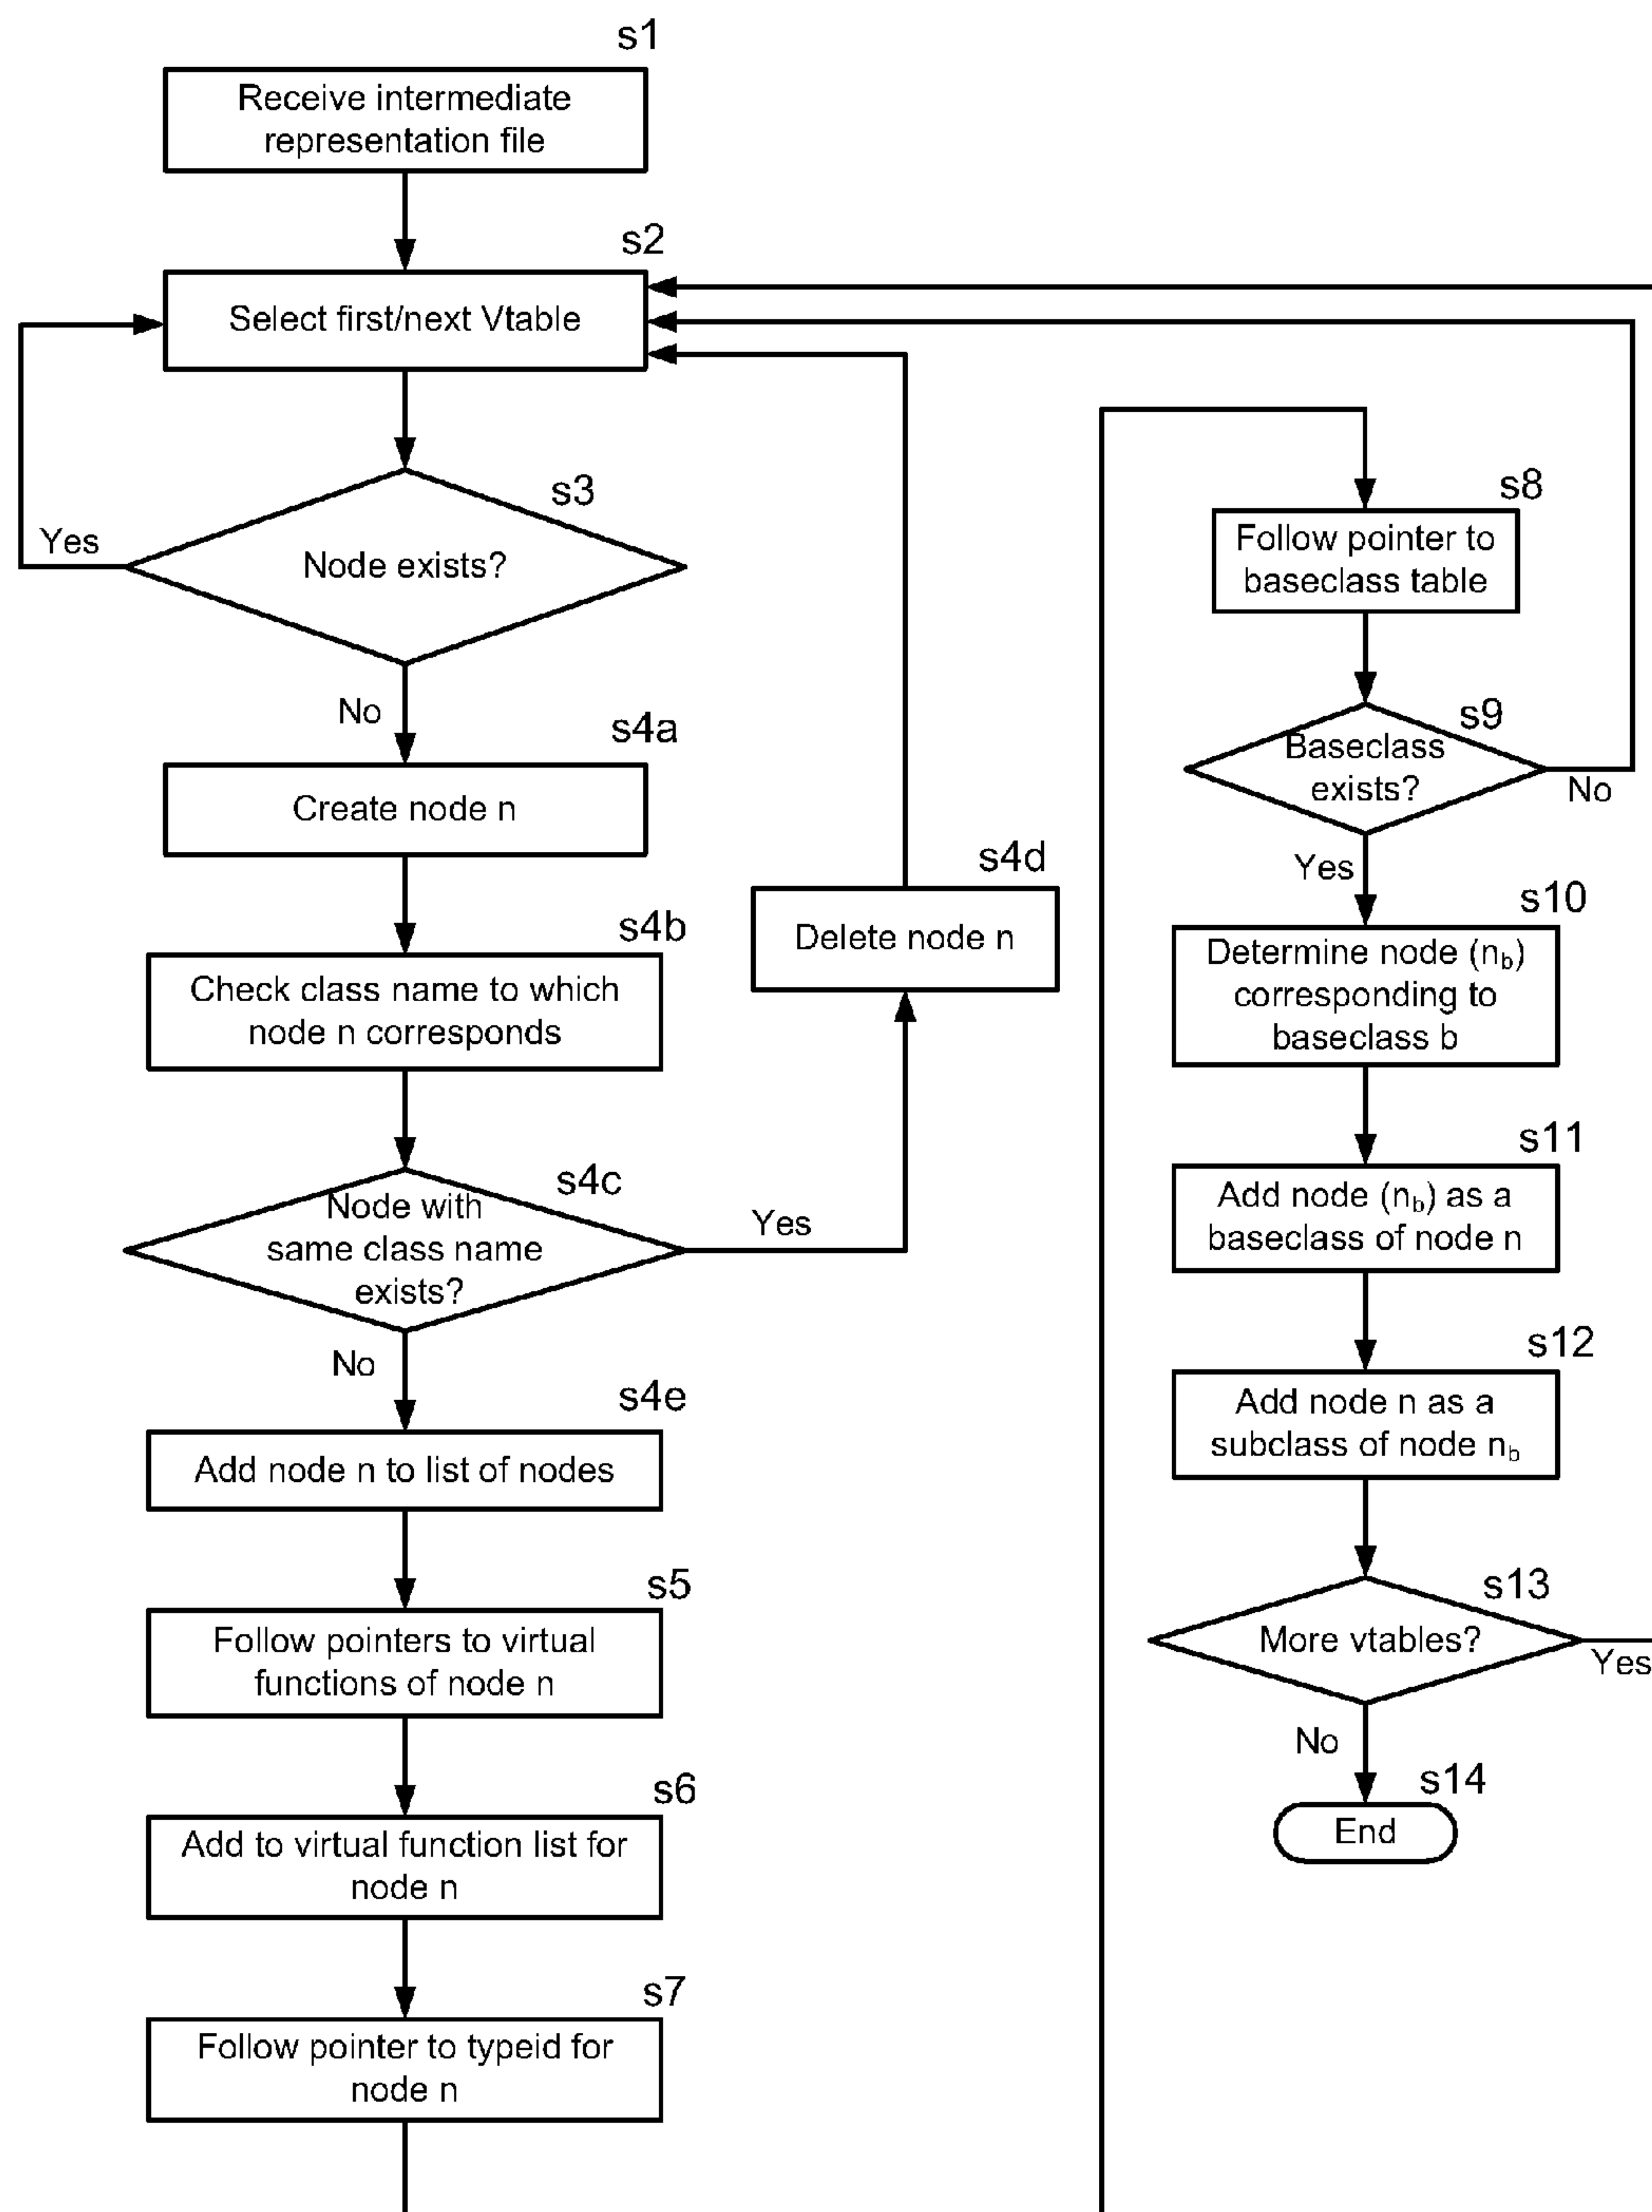 s1
Receive intermediate
representation file
s2
Select first/next Vtable
s3
Node exists?
Yes
No
s4a
Create node n
s4b
Check class name to which
node n corresponds
s4d
Delete node n
s4c
Node with
same class name
exists?
Yes
No
s4e
Add node n to list of nodes
s5
Follow pointers to virtual
functions of node n
s6
Add to virtual function list for
node n
s7
Follow pointer to typeid for
node n
s8
Follow pointer to
baseclass table
s9
Baseclass
exists?
No
Yes
s10
Determine node (nb)
corresponding to
baseclass b
s11
Add node (nb) as a
baseclass of node n
s12
Add node n as a
subclass of node nb
s13
More vtables?
Yes
No
s14
End